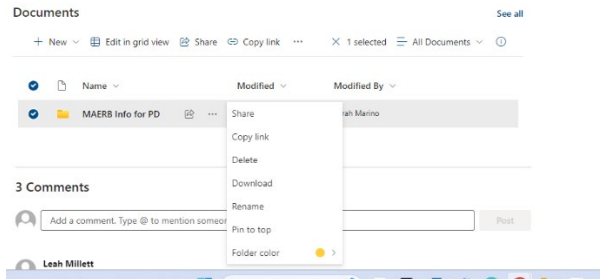 Documents See all
+ New Edit in grid view Share Copy link ··· × 1 selected All Documents
Name Modified Modified By
MAERB Info for PD ··· rah Marino
Share
Copy link
Delete
Download
Rename
Pin to top
Folder color
3 Comments
Add a comment. Type @ to mention someo Post
Leah Millett